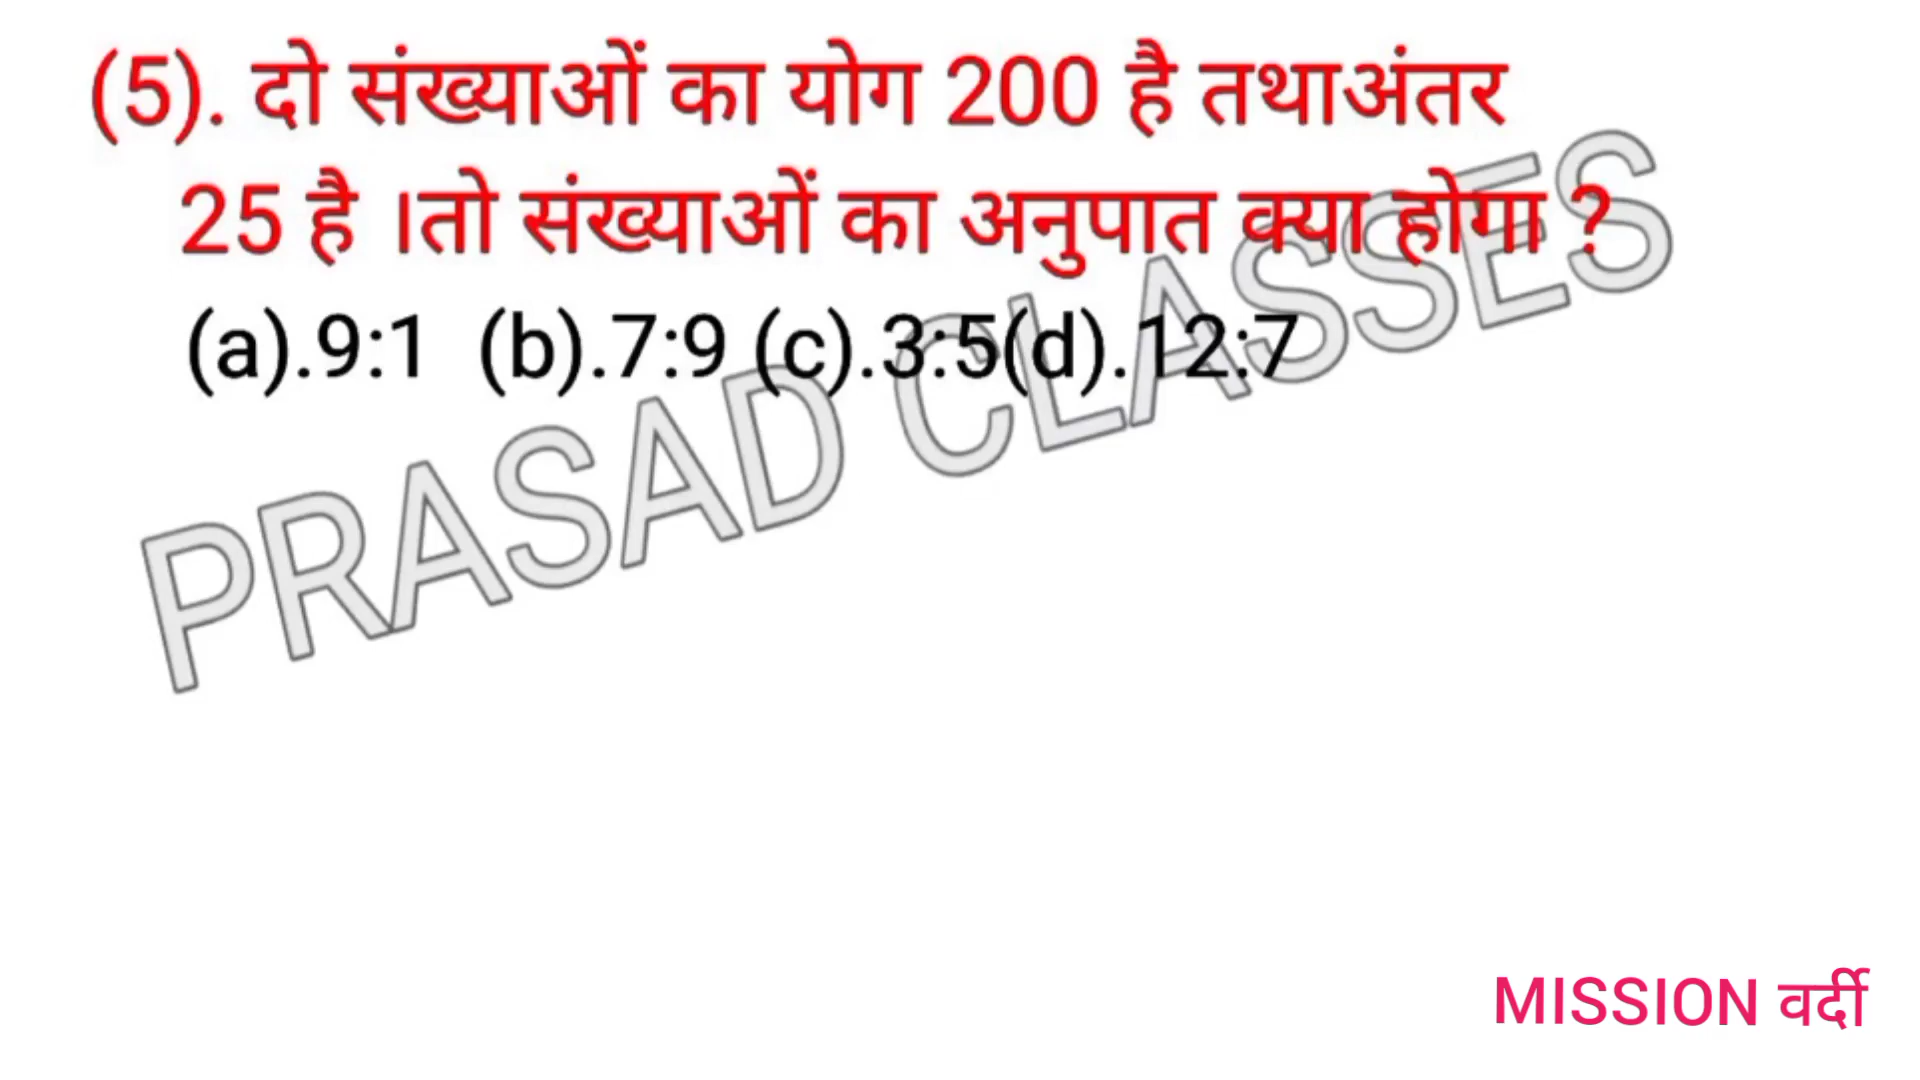 (5). दो संख्याओं का योग 200 है तथाअंतर
25 है ।तो संख्याओं का अनुपात क्या होगा ?
(a).9:1 (b).7:9 (c).3:5(d).12:7
PRASAD CLASSES
MISSION वर्दी